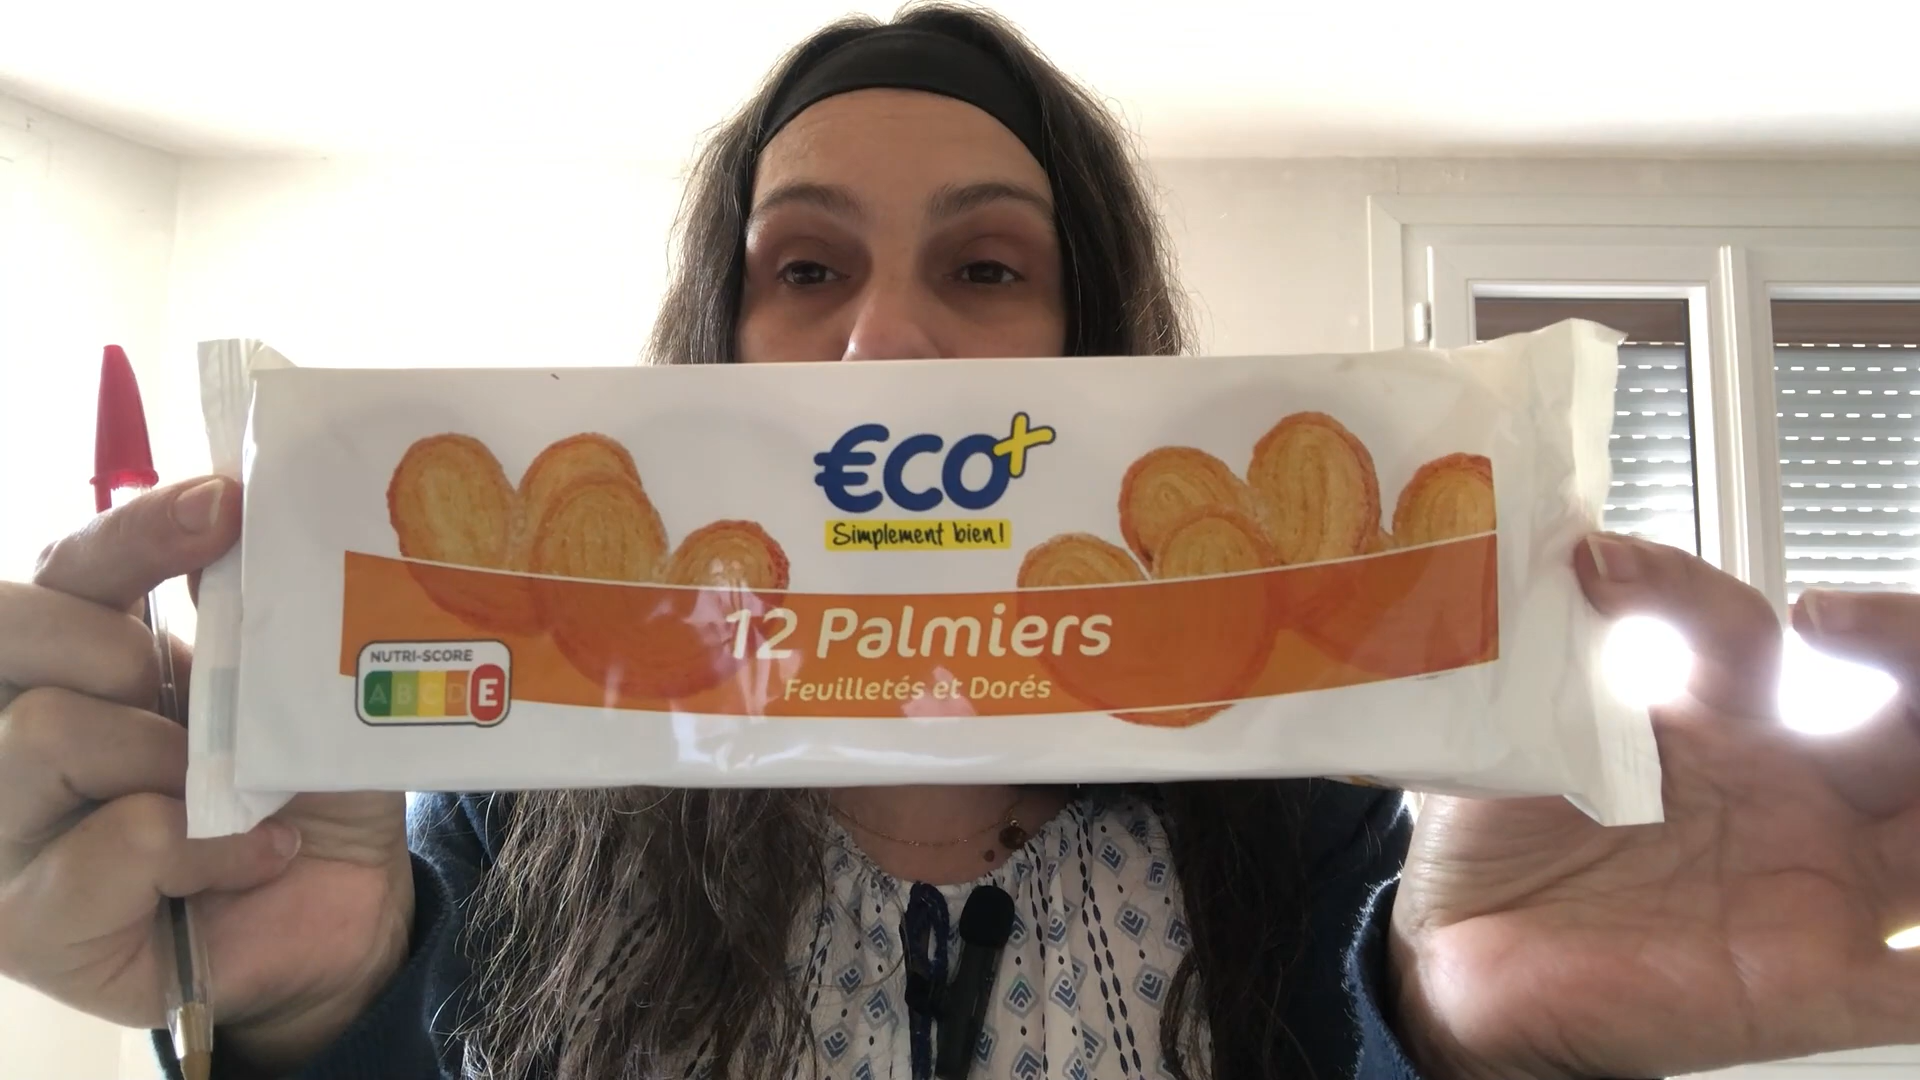 €CO+
Simplement bien !
12 Palmiers
Feuilletés et Dorés
NUTRI-SCORE
A B C D E